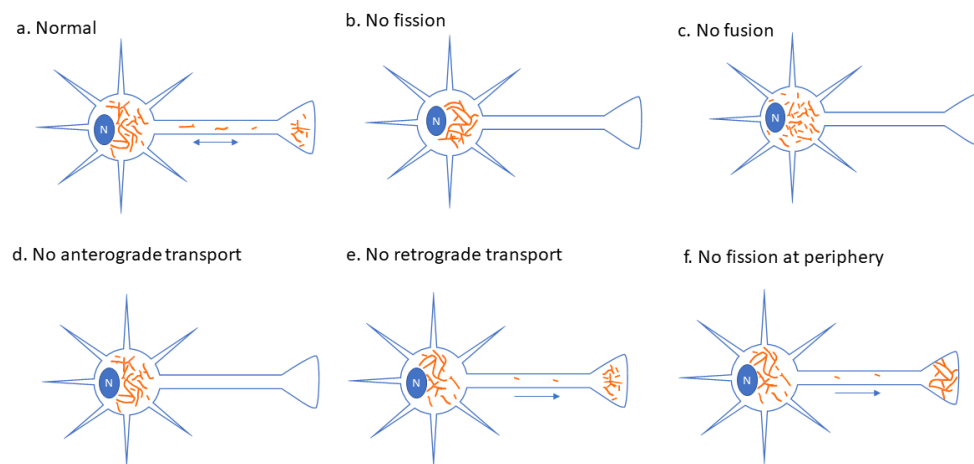 a. Normal
b. No fission
c. No fusion
N
N
N
d. No anterograde transport
e. No retrograde transport
f. No fission at periphery
N
N
N